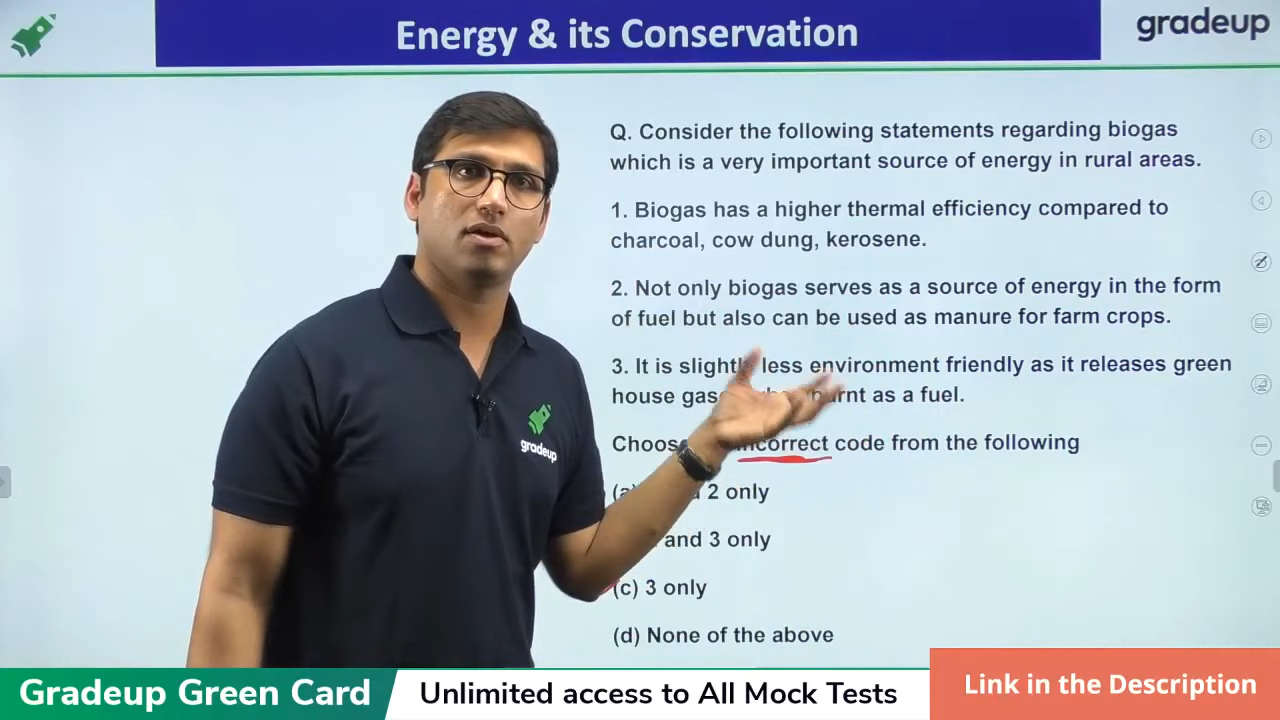 Energy & its Conservation
gradeup
Q. Consider the following statements regarding biogas
which is a very important source of energy in rural areas.
1. Biogas has a higher thermal efficiency compared to
charcoal, cow dung, kerosene.
2. Not only biogas serves as a source of energy in the form
of fuel but also can be used as manure for farm crops.
3. It is slightly less environment friendly as it releases green
house burnt as a fuel.
incorrect code from the following
2 only
and 3 only
(c) 3 only
(d) None of the above
gradeup
Gradeup Green Card
Unlimited access to All Mock Tests
Link in the Description